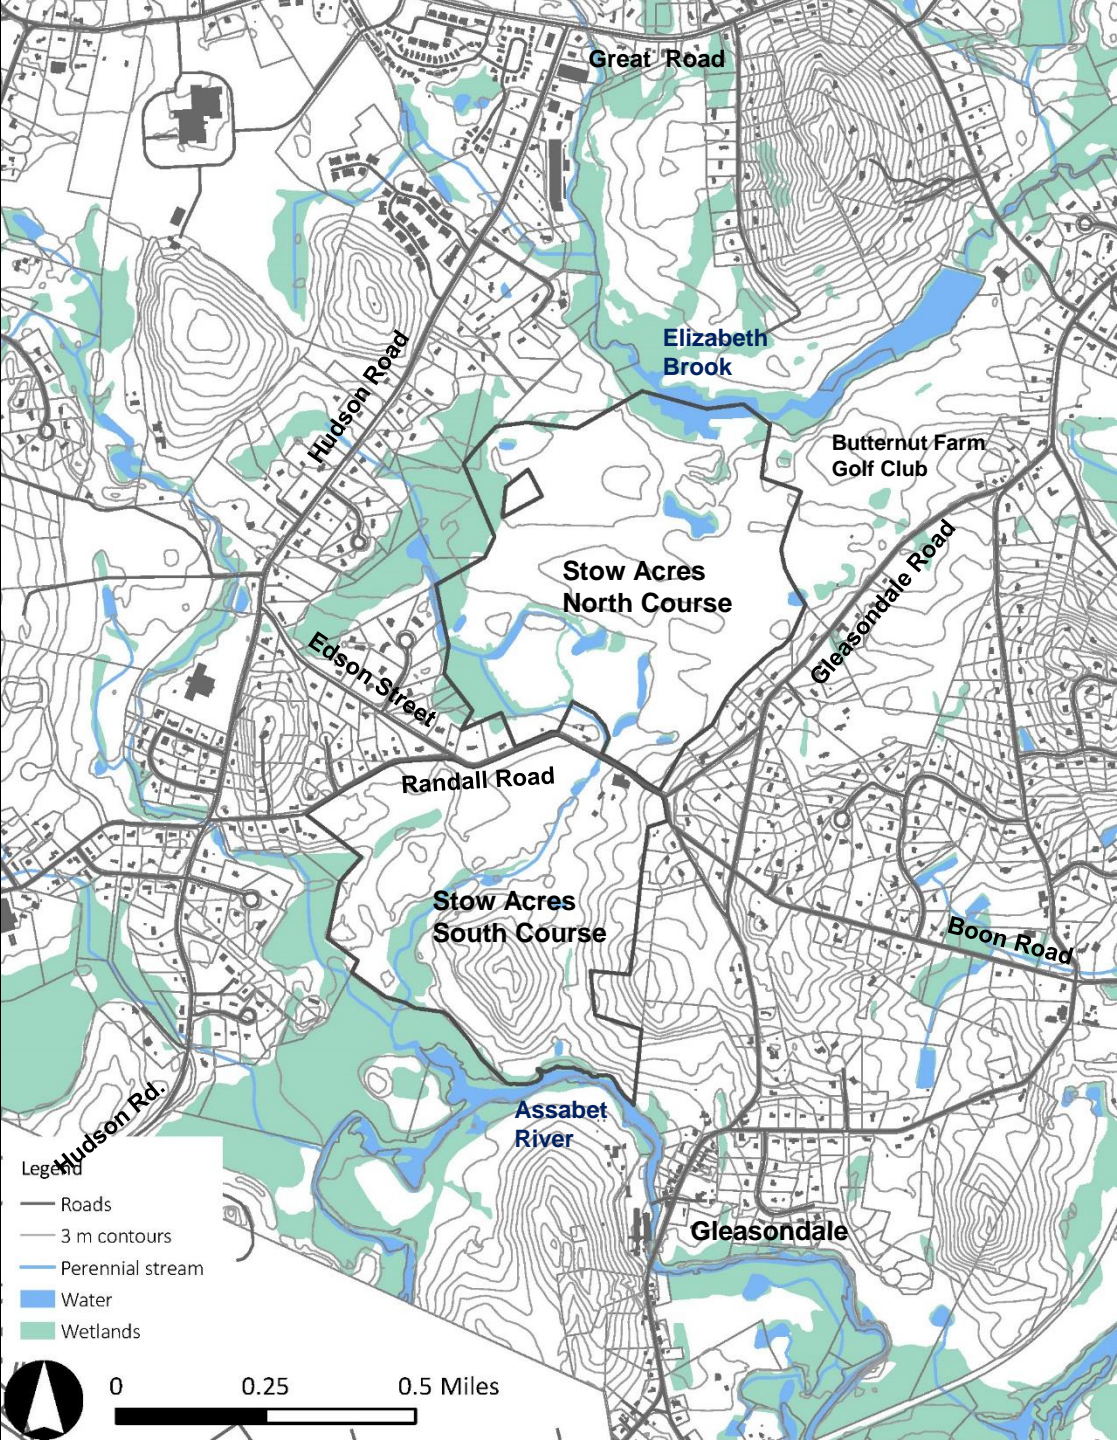 Great Road
Elizabeth
Brook
Hudson Road
Butternut Farm
Golf Club
Stow Acres
North Course
Gleasondale Road
Edson Street
Randall Road
Stow Acres
South Course
Boon Road
Assabet
River
Hudson Rd.
Gleasondale
Legend
Roads
3 m contours
Perennial stream
Water
Wetlands
0 0.25 0.5 Miles